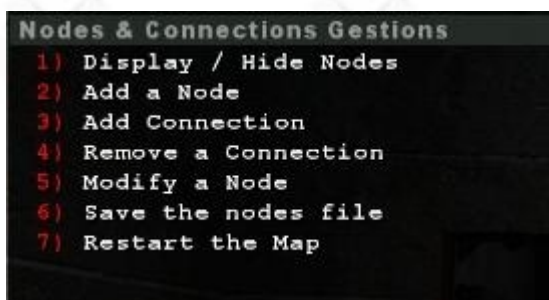 Nodes & Connections Gestions
1) Display / Hide Nodes
2) Add a Node
3) Add Connection
4) Remove a Connection
5) Modify a Node
6) Save the nodes file
7) Restart the Map